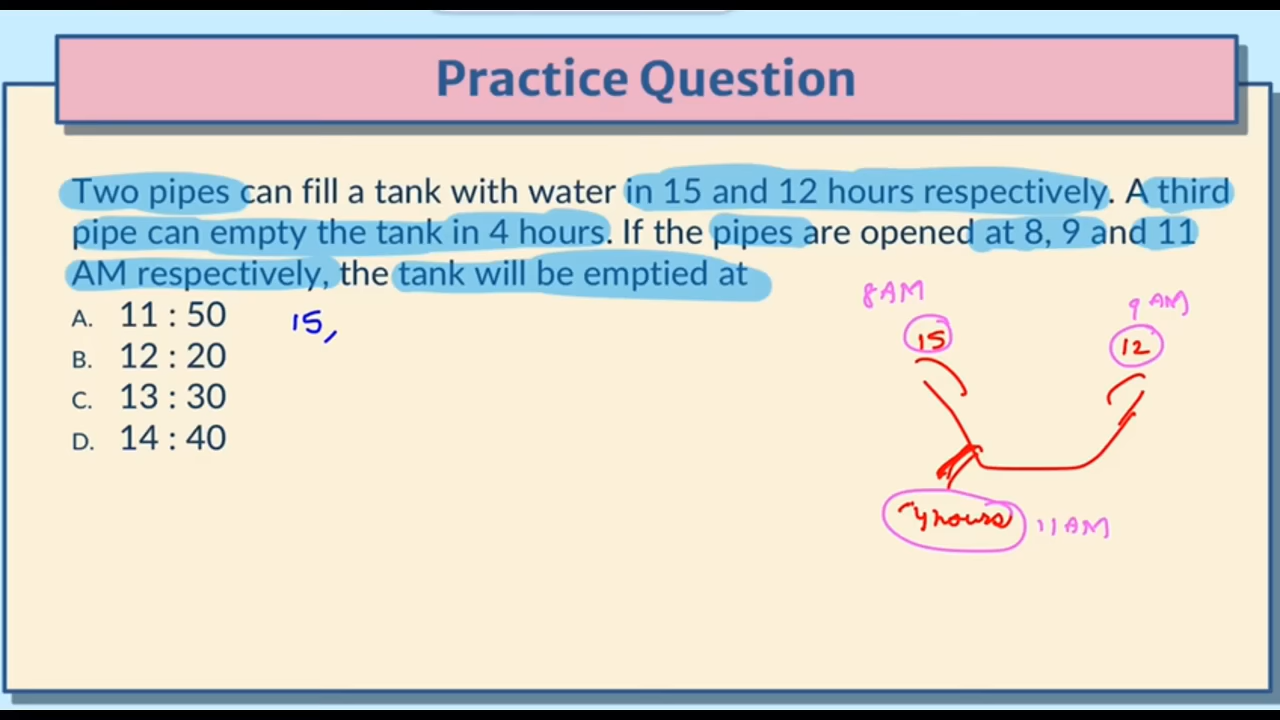 Practice Question
Two pipes can fill a tank with water in 15 and 12 hours respectively. A third
pipe can empty the tank in 4 hours. If the pipes are opened at 8, 9 and 11
AM respectively, the tank will be emptied at
A. 11 : 50
B. 12 : 20
C. 13 : 30
D. 14 : 40
15,
8AM
9 AM
15
12
4 hours
11AM